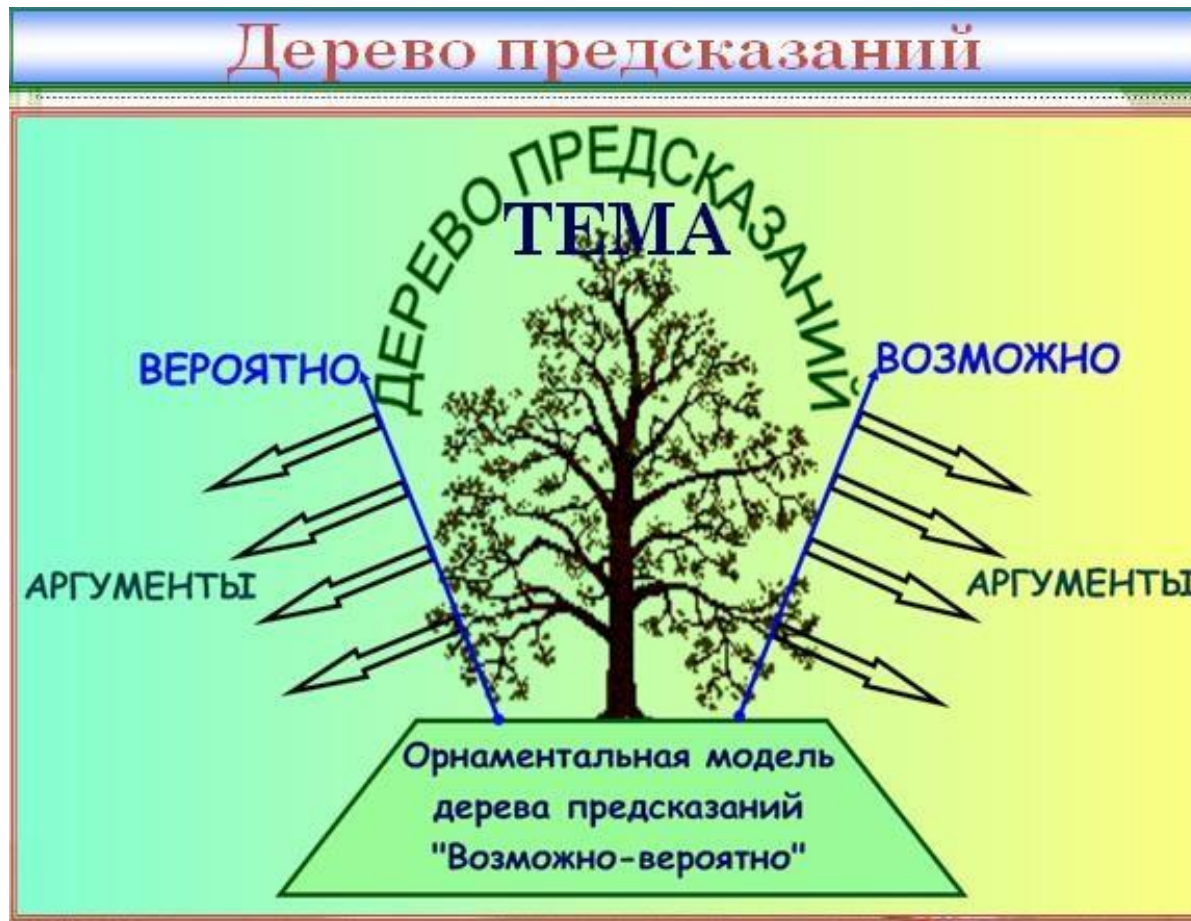 Дерево предсказаний
ДЕРЕВО ПРЕДСКАЗАНИЙ
ТЕМА
ВЕРОЯТНО
ВОЗМОЖНО
АРГУМЕНТЫ
АРГУМЕНТЫ
Орнаментальная модель
дерева предсказаний
"Возможно-вероятно"